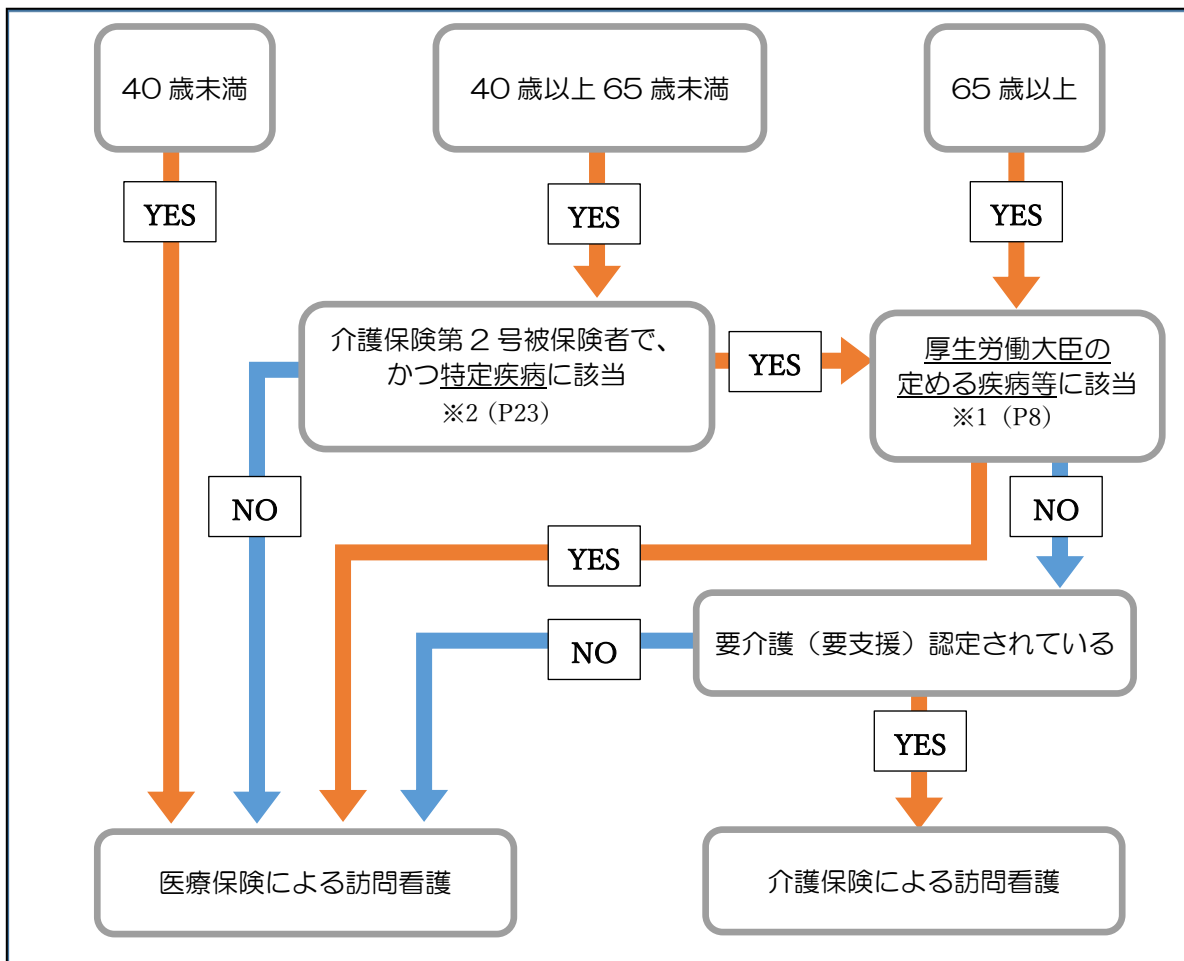 40 歳未満
40 歳以上 65 歳未満
65 歳以上
YES
YES
YES
介護保険第 2 号被保険者で、
かつ特定疾病に該当
※2 (P23)
YES
厚生労働大臣の
定める疾病等に該当
※1 (P8)
NO
NO
YES
NO
要介護（要支援）認定されている
YES
医療保険による訪問看護
介護保険による訪問看護